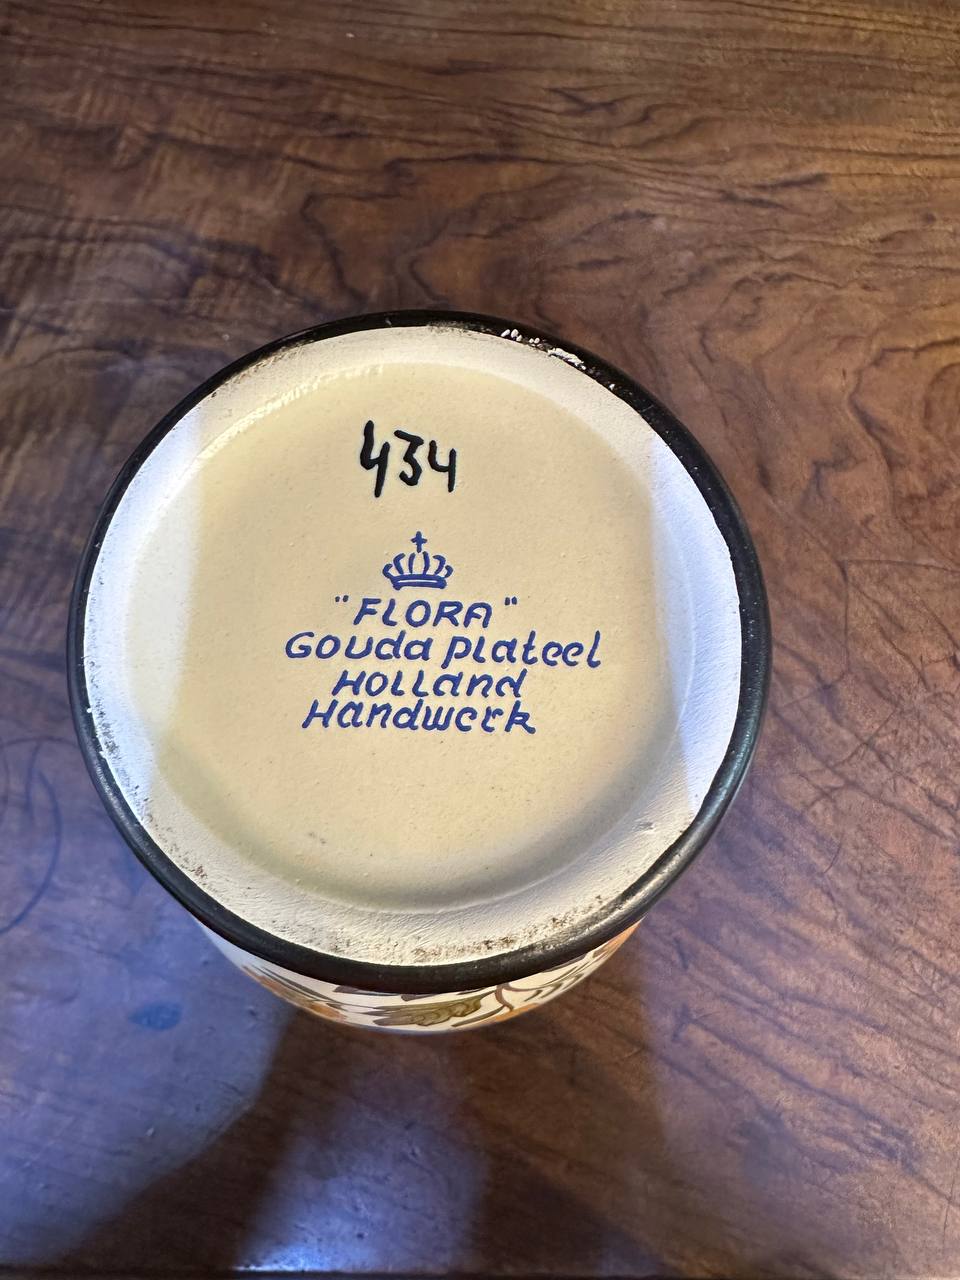 434
"FLORA"
Gouda plateel
HOLLand
Handwerk